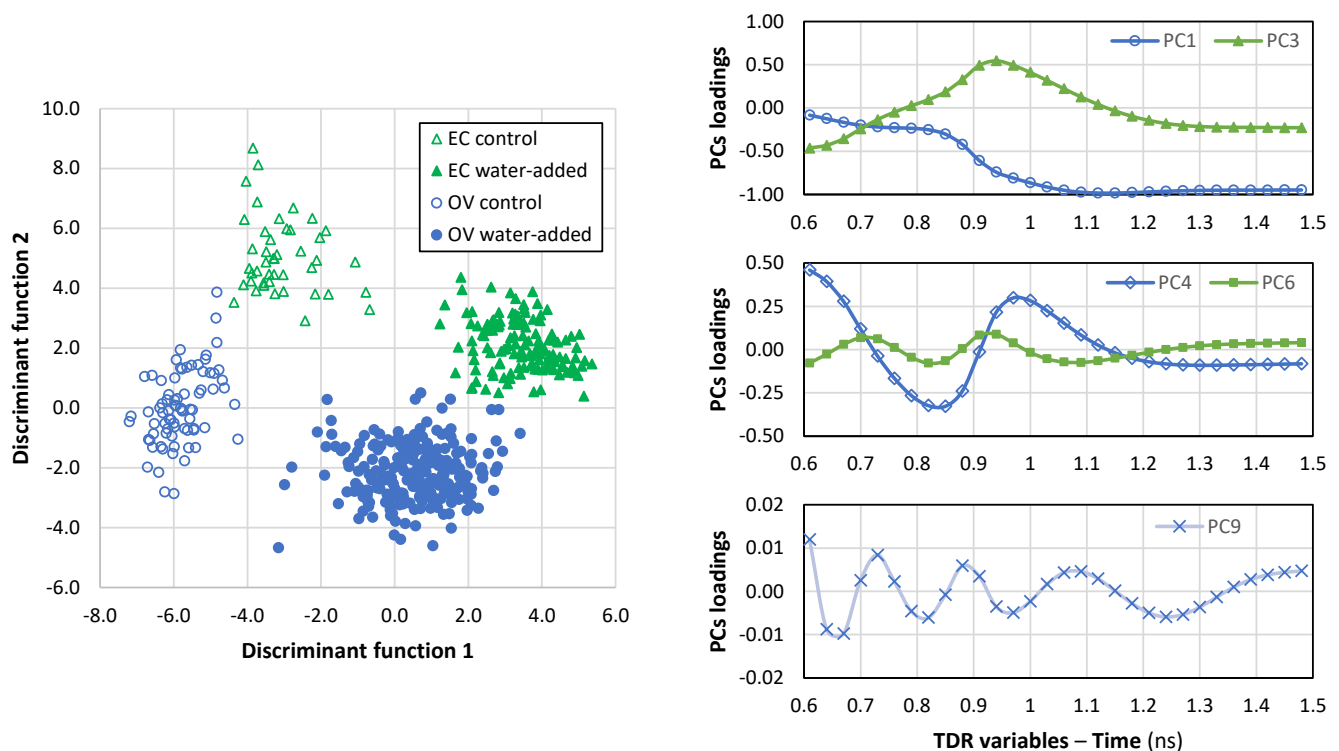 10.0
8.0
6.0
4.0
2.0
0.0
-2.0
-4.0
-6.0
-8.0 -6.0 -4.0 -2.0 0.0 2.0 4.0 6.0
Discriminant function 2
Discriminant function 1
EC control
EC water-added
OV control
OV water-added
PCs loadings
1.00
0.50
0.00
-0.50
-1.00
PC1 PC3
0.6 0.7 0.8 0.9 1 1.1 1.2 1.3 1.4 1.5
PCs loadings
0.50
0.25
0.00
-0.25
-0.50
PC4 PC6
0.6 0.7 0.8 0.9 1 1.1 1.2 1.3 1.4 1.5
PCs loadings
0.02
0.01
0.00
-0.01
-0.02
PC9
0.6 0.7 0.8 0.9 1 1.1 1.2 1.3 1.4 1.5
TDR variables – Time (ns)